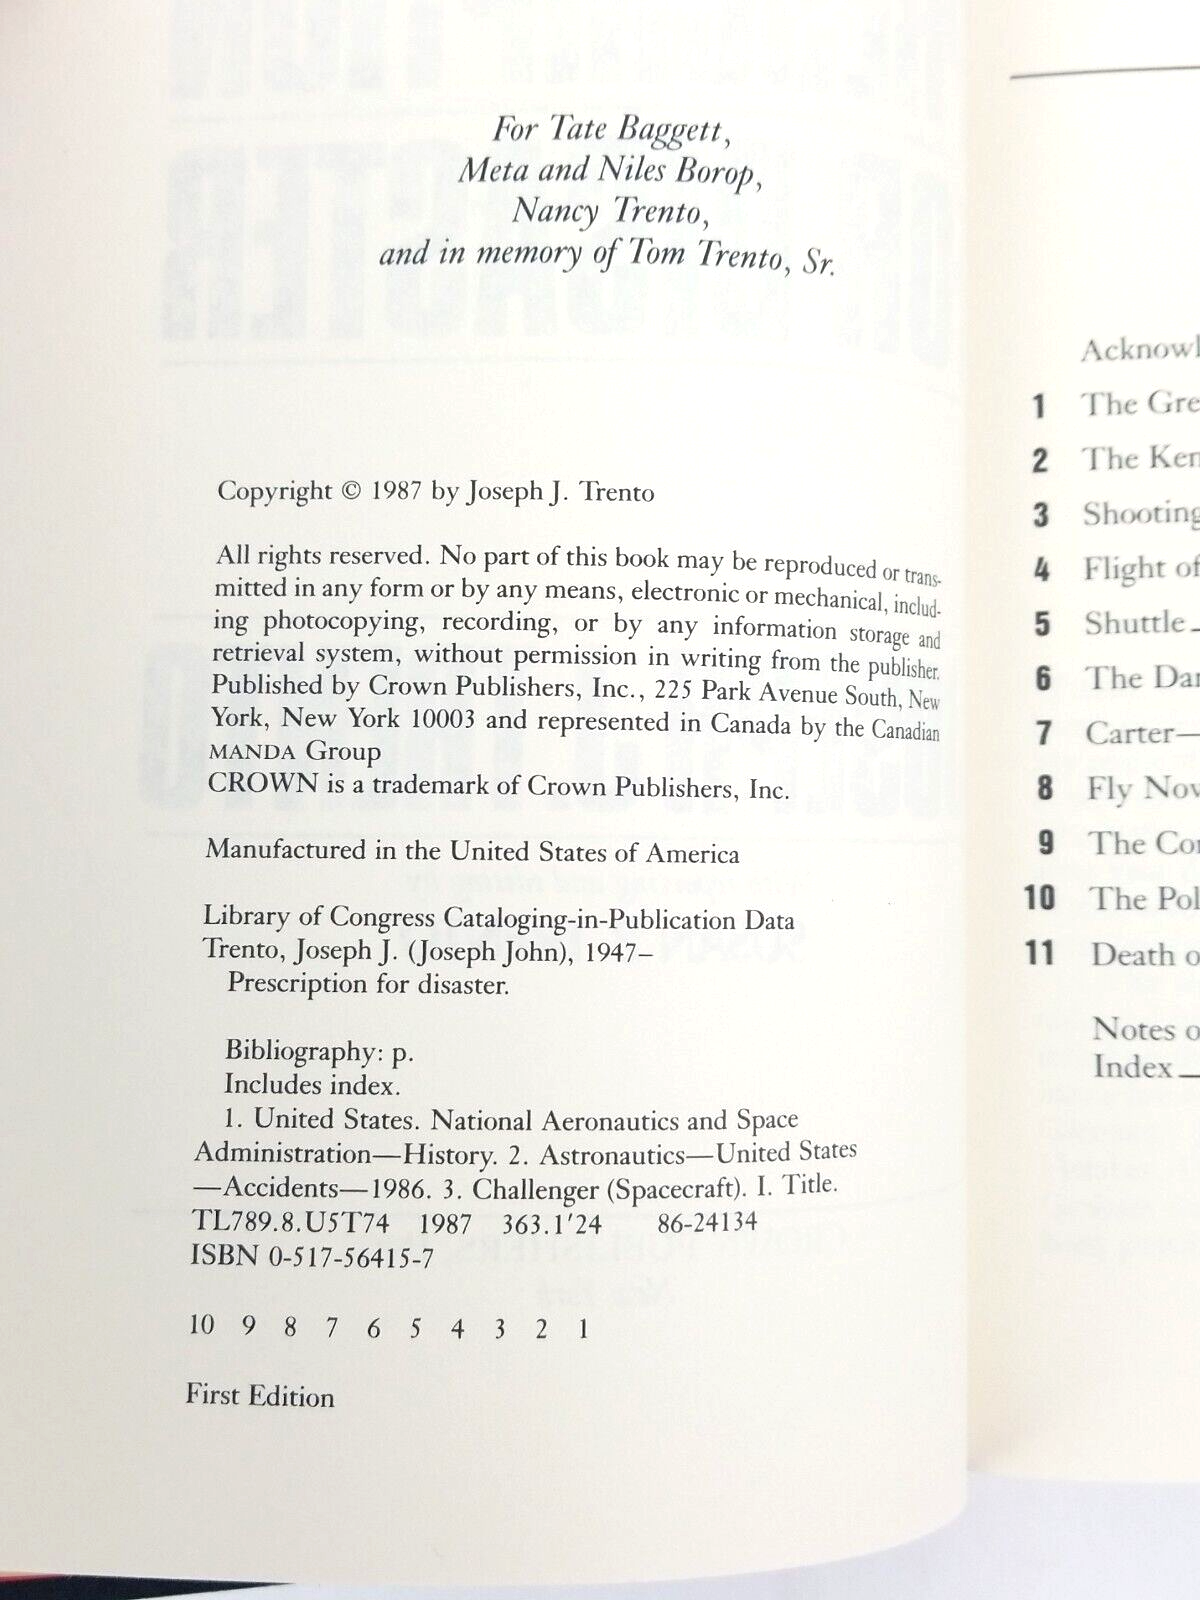 For Tate Baggett,
Meta and Niles Borop,
Nancy Trento,
and in memory of Tom Trento, Sr.
Copyright © 1987 by Joseph J. Trento
All rights reserved. No part of this book may be reproduced or trans-
mitted in any form or by any means, electronic or mechanical, includ-
ing photocopying, recording, or by any information storage and
retrieval system, without permission in writing from the publisher.
Published by Crown Publishers, Inc., 225 Park Avenue South, New
York, New York 10003 and represented in Canada by the Canadian
MANDA Group
CROWN is a trademark of Crown Publishers, Inc.
Manufactured in the United States of America
Library of Congress Cataloging-in-Publication Data
Trento, Joseph J. (Joseph John), 1947–
Prescription for disaster.
Bibliography: p.
Includes index.
1. United States. National Aeronautics and Space
Administration—History. 2. Astronautics—United States
—Accidents—1986. 3. Challenger (Spacecraft). I. Title.
TL789.8.U5T74 1987 363.1'24 86-24134
ISBN 0-517-56415-7
10 9 8 7 6 5 4 3 2 1
First Edition
Acknowl
1 The Gre
2 The Ken
3 Shooting
4 Flight of
5 Shuttle
6 The Dar
7 Carter—
8 Fly Nov
9 The Cor
10 The Pol
11 Death o
Notes o
Index